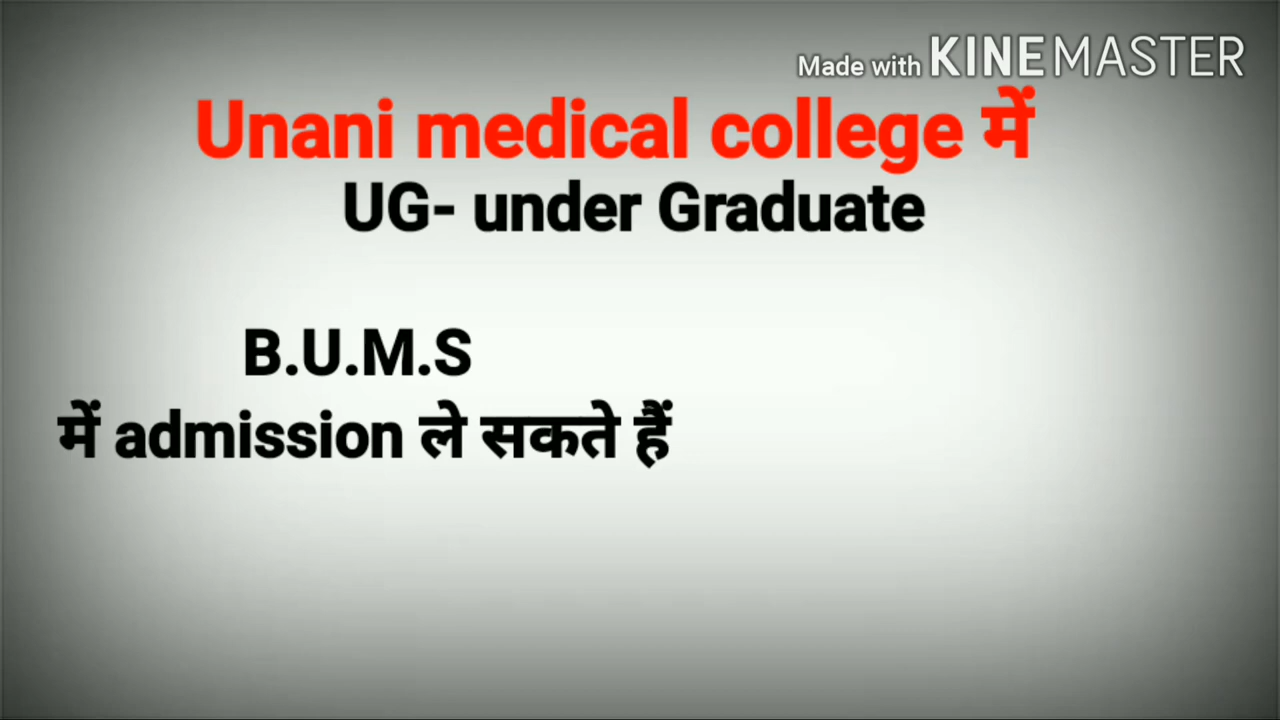 Made with KINEMASTER
Unani medical college में
UG- under Graduate
B.U.M.S
में admission ले सकते हैं